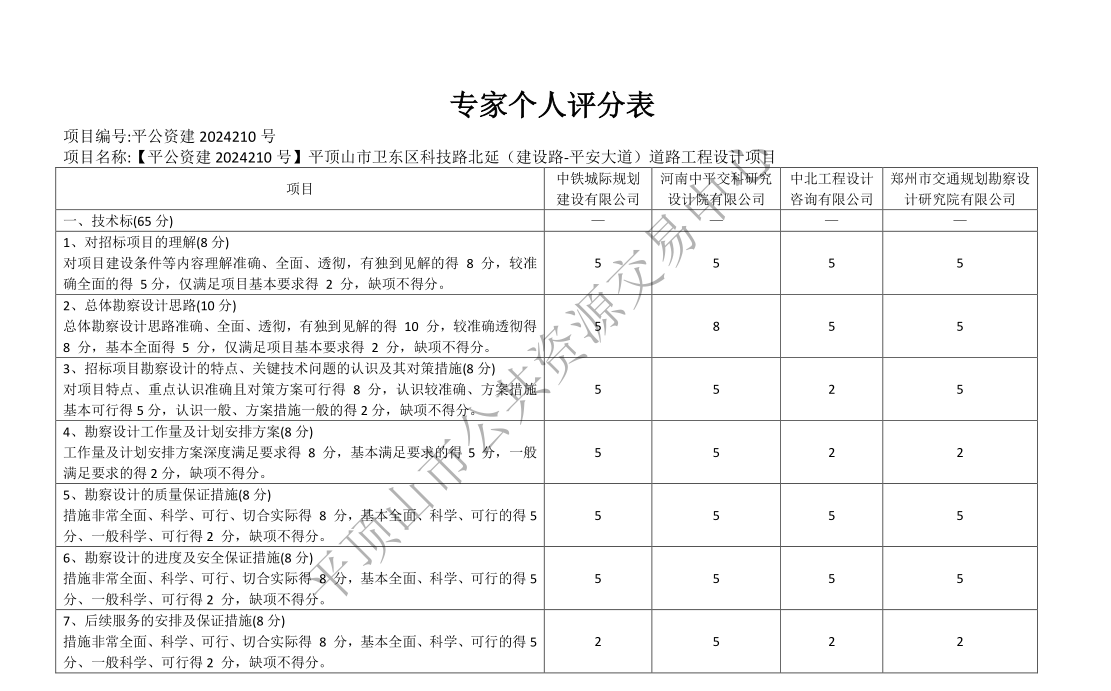 专家个人评分表
项目编号:平公资建 2024210 号
项目名称:【平公资建 2024210 号】平顶山市卫东区科技路北延（建设路-平安大道）道路工程设计项目
项目 中铁城际规划 河南中平交科研究 中北工程设计 郑州市交通规划勘察设
建设有限公司 设计院有限公司 咨询有限公司 计研究院有限公司
一、技术标(65 分) — — — —
1、对招标项目的理解(8 分)
对项目建设条件等内容理解准确、全面、透彻，有独到见解的得 8 分，较准 5 5 5 5
确全面的得 5 分，仅满足项目基本要求得 2 分，缺项不得分。
2、总体勘察设计思路(10 分)
总体勘察设计思路准确、全面、透彻，有独到见解的得 10 分，较准确透彻得 5 8 5 5
8 分，基本全面得 5 分，仅满足项目基本要求得 2 分，缺项不得分。
3、招标项目勘察设计的特点、关键技术问题的认识及其对策措施(8 分)
对项目特点、重点认识准确且对策方案可行得 8 分，认识较准确、方案措施 5 5 2 5
基本可行得 5 分，认识一般、方案措施一般的得 2 分，缺项不得分。
4、勘察设计工作量及计划安排方案(8 分)
工作量及计划安排方案深度满足要求得 8 分，基本满足要求的得 5 分，一般 5 5 2 2
满足要求的得 2 分，缺项不得分。
5、勘察设计的质量保证措施(8 分)
措施非常全面、科学、可行、切合实际得 8 分，基本全面、科学、可行的得 5 5 5 5 5
分、一般科学、可行得 2 分，缺项不得分。
6、勘察设计的进度及安全保证措施(8 分)
措施非常全面、科学、可行、切合实际得 8 分，基本全面、科学、可行的得 5 5 5 5 5
分、一般科学、可行得 2 分，缺项不得分。
7、后续服务的安排及保证措施(8 分)
措施非常全面、科学、可行、切合实际得 8 分，基本全面、科学、可行的得 5 2 5 2 2
分、一般科学、可行得 2 分，缺项不得分。
平顶山市公共资源交易中心